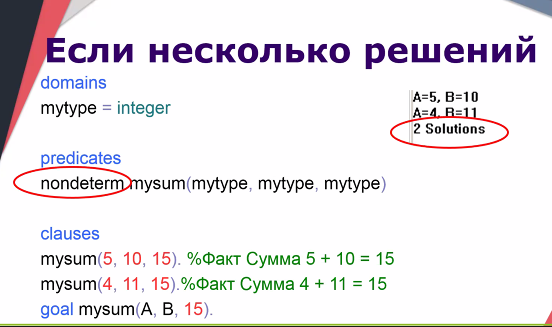 Если несколько решений
domains
mytype = integer
A=5, B=10
A=4, B=11
2 Solutions
predicates
nondeterm mysum(mytype, mytype, mytype)
clauses
mysum(5, 10, 15). %Факт Сумма 5 + 10 = 15
mysum(4, 11, 15).%Факт Сумма 4 + 11 = 15
goal mysum(A, B, 15).